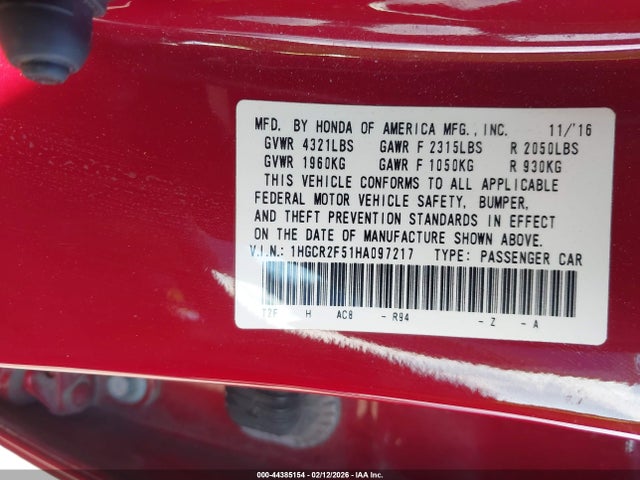 MFD. BY HONDA OF AMERICA MFG., INC. 11/'16
GVWR 4321LBS GAWR F 2315LBS R 2050LBS
GVWR 1960KG GAWR F 1050KG R 930KG
THIS VEHICLE CONFORMS TO ALL APPLICABLE
FEDERAL MOTOR VEHICLE SAFETY, BUMPER,
AND THEFT PREVENTION STANDARDS IN EFFECT
ON THE DATE OF MANUFACTURE SHOWN ABOVE.
V.I.N.: 1HGCR2F51HA097217 TYPE: PASSENGER CAR
T2F H AC8 - R94 - Z - A
000-44385154 - 02/12/2026 - IAA Inc.